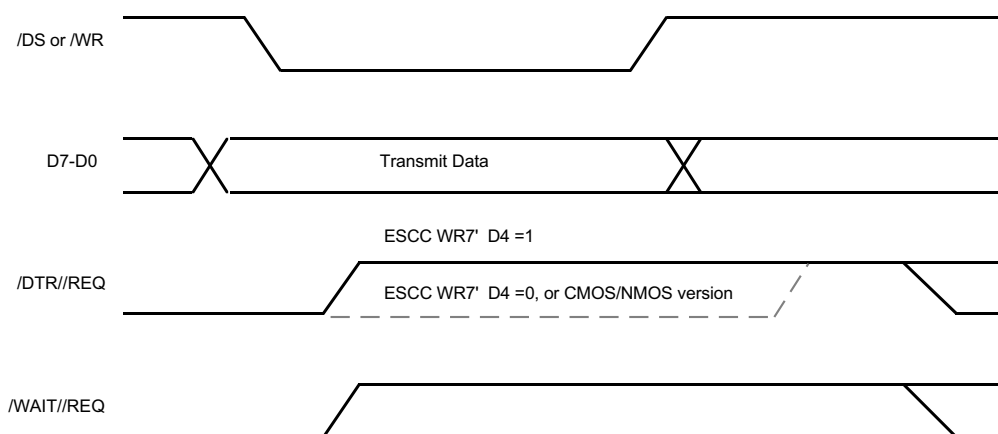 /DS or /WR
D7-D0
Transmit Data
ESCC WR7' D4 =1
/DTR//REQ
ESCC WR7' D4 =0, or CMOS/NMOS version
/WAIT//REQ